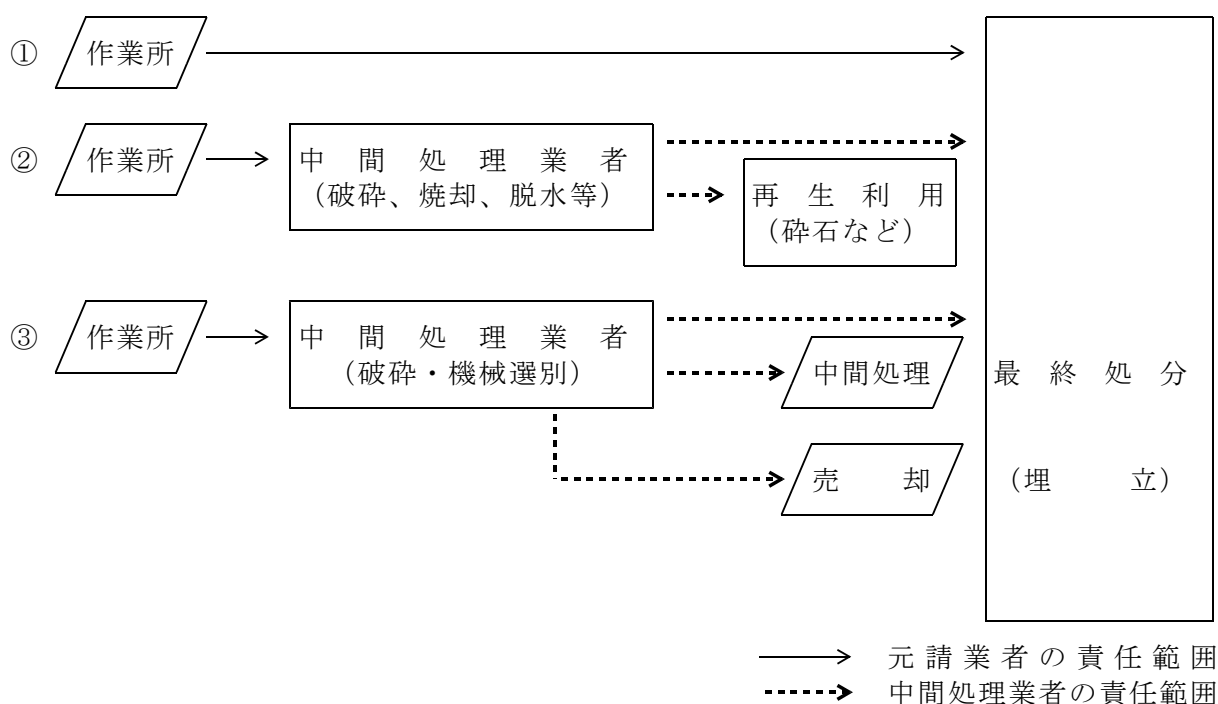 ① 作業所
② 作業所
中間処理業者
（破砕、焼却、脱水等）
再生利用
（砕石など）
③ 作業所
中間処理業者
（破砕・機械選別）
中間処理
売却
最終処分
（埋立）
元請業者の責任範囲
中間処理業者の責任範囲